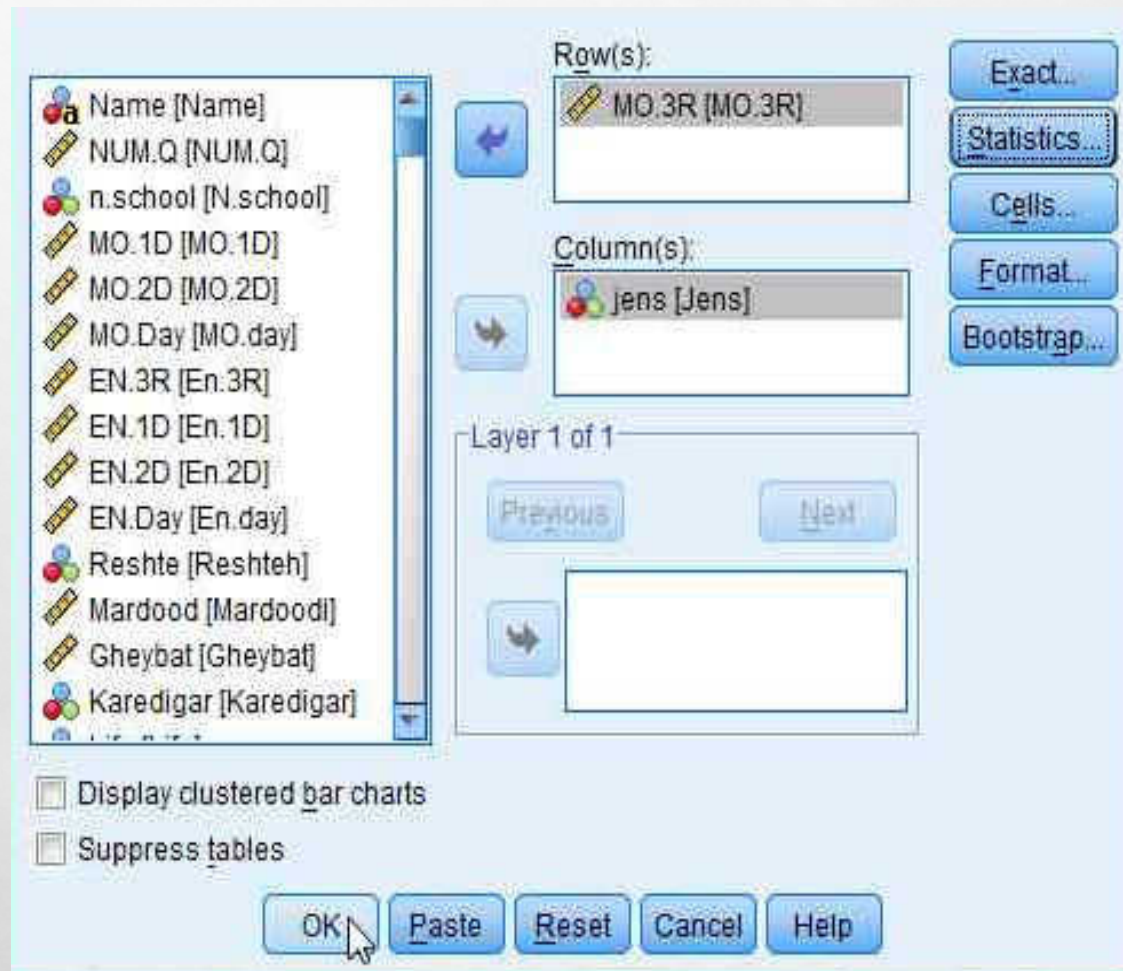 Name [Name]
NUM.Q [NUM.Q]
n.school [N.school]
MO.1D [MO.1D]
MO.2D [MO.2D]
MO.Day [MO.day]
EN.3R [En.3R]
EN.1D [En.1D]
EN.2D [En.2D]
EN.Day [En.day]
Reshte [Reshteh]
Mardood [Mardoodi]
Gheybat [Gheybat]
Karedigar [Karedigar]
Row(s):
MO.3R [MO.3R]
Column(s):
jens [Jens]
Layer 1 of 1
Previous
Next
Exact...
Statistics...
Cells...
Format...
Bootstrap...
Display clustered bar charts
Suppress tables
OK
Paste
Reset
Cancel
Help